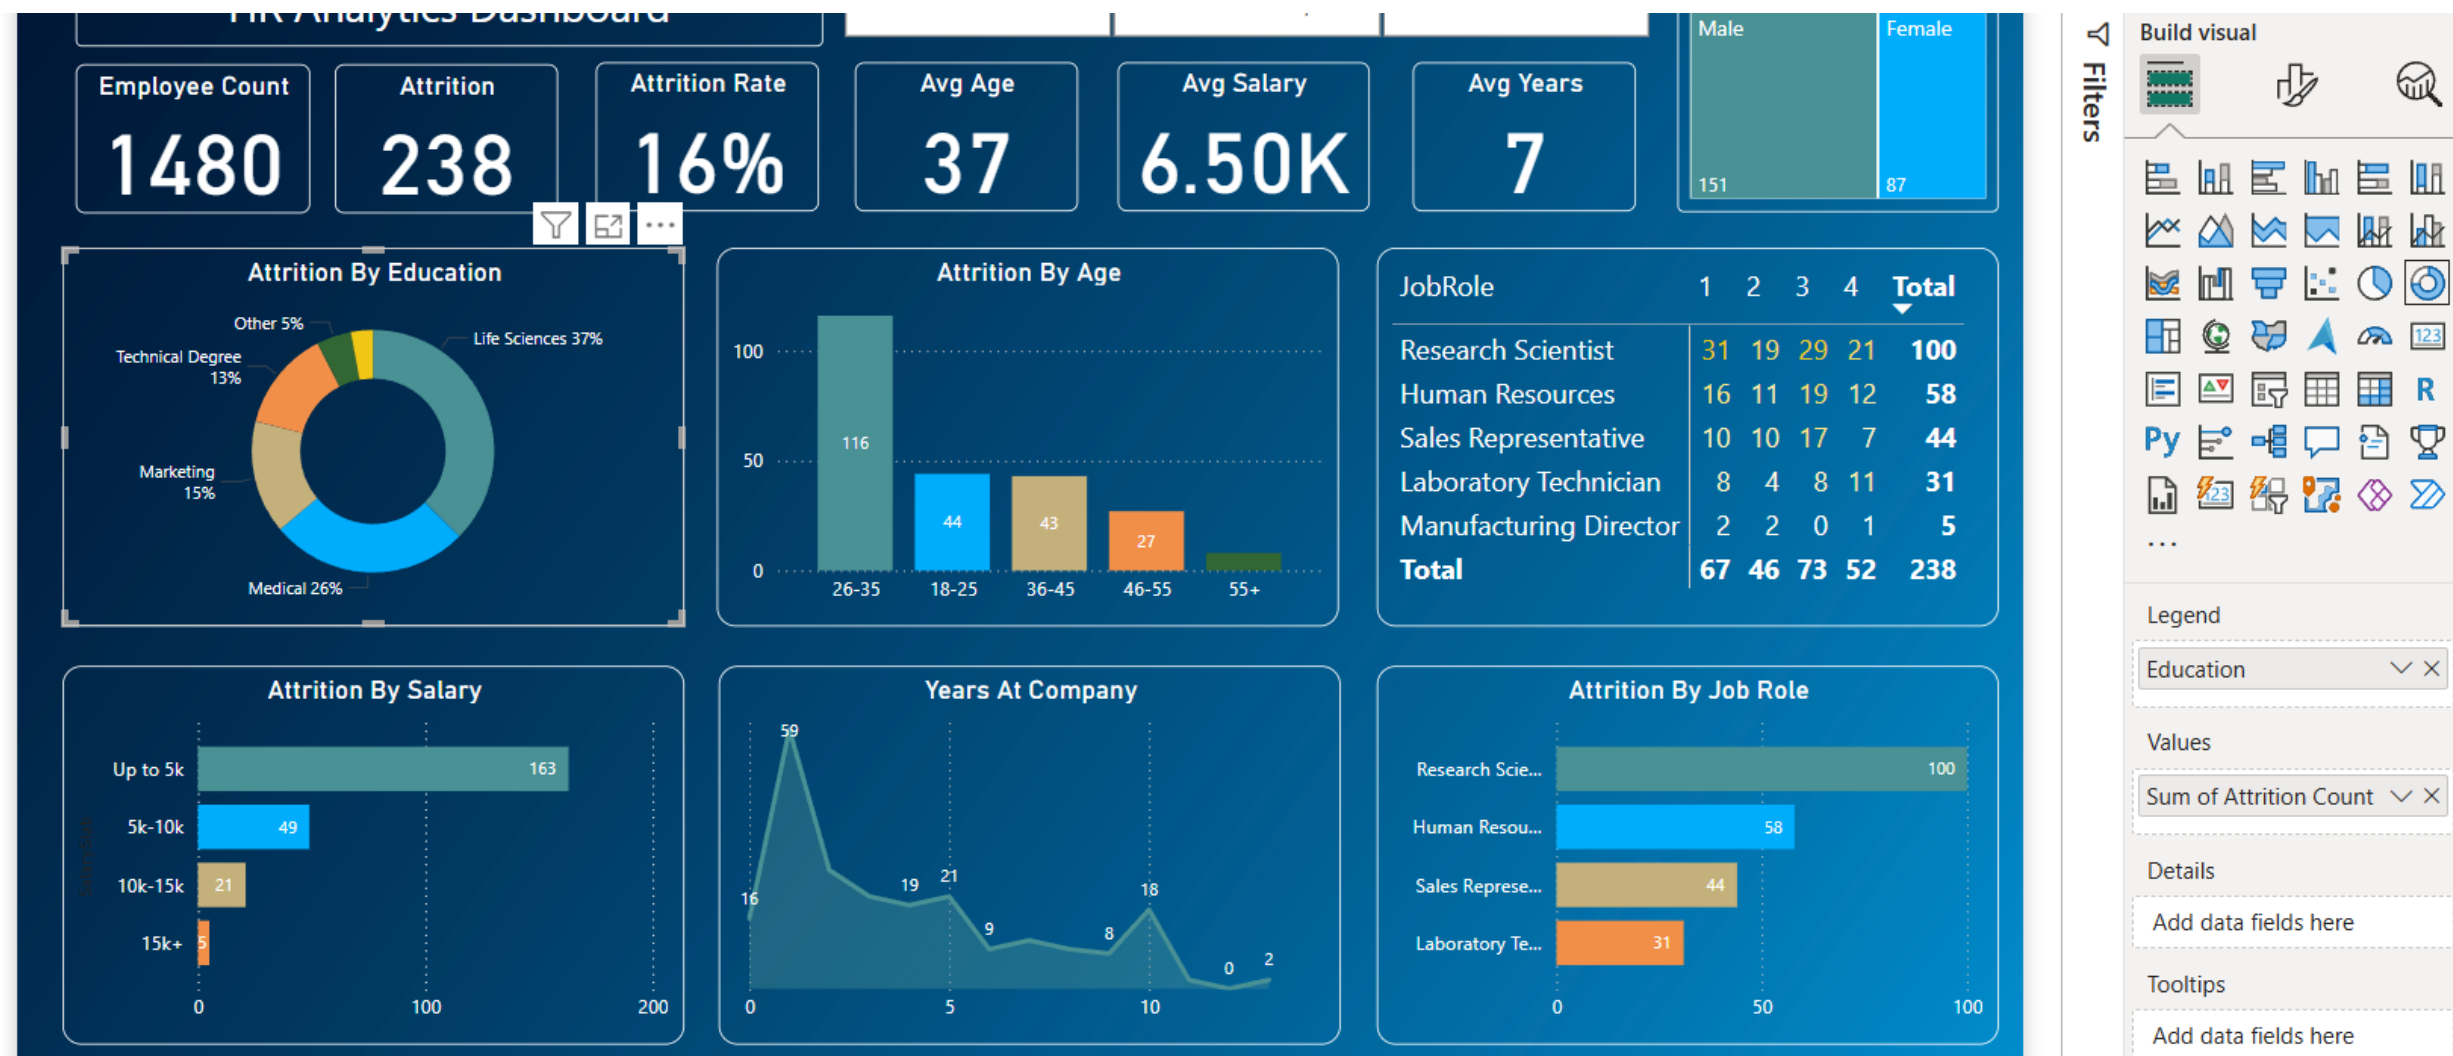 HR Analytics Dashboard
Male
Female
151
87
Employee Count
1480
Attrition
238
Attrition Rate
16%
Avg Age
37
Avg Salary
6.50K
Avg Years
7
Attrition By Education
Other 5%
Life Sciences 37%
Technical Degree
13%
Marketing
15%
Medical 26%
Attrition By Age
100
50
0
116
44
43
27
26-35
18-25
36-45
46-55
55+
JobRole 1 2 3 4 Total
Research Scientist 31 19 29 21 100
Human Resources 16 11 19 12 58
Sales Representative 10 10 17 7 44
Laboratory Technician 8 4 8 11 31
Manufacturing Director 2 2 0 1 5
Total 67 46 73 52 238
Attrition By Salary
Up to 5k 163
5k-10k 49
10k-15k 21
15k+ 5
0 100 200
Years At Company
59
16
19
21
9
8
18
0
2
0 5 10
Attrition By Job Role
Research Scie... 100
Human Resou... 58
Sales Represe... 44
Laboratory Te... 31
0 50 100
Filters
Build visual
123
R
Py
123
...
Legend
Education
Values
Sum of Attrition Count
Details
Add data fields here
Tooltips
Add data fields here